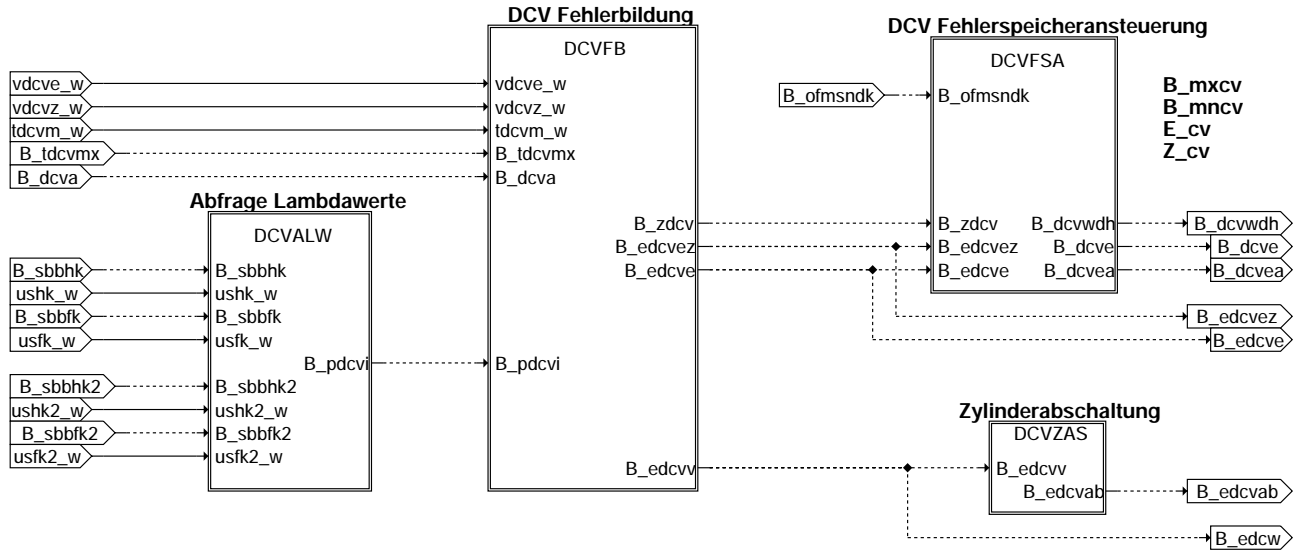 DCV Fehlerbildung
DCVFB
vdcve_w
vdcvz_w
tdcvm_w
B_tdcvmx
B_dcva
vdcve_w
vdcvz_w
tdcvm_w
B_tdcvmx
B_dcva
B_pdcvi
B_zdcv
B_edcvez
B_edcve
B_edcvv
Abfrage Lambdawerte
DCVALW
B_sbbhk
ushk_w
B_sbbfk
usfk_w
B_sbbhk2
ushk2_w
B_sbbfk2
usfk2_w
B_sbbhk
ushk_w
B_sbbfk
usfk_w
B_pdcvi
B_sbbhk2
ushk2_w
B_sbbfk2
usfk2_w
DCV Fehlerspeicheransteuerung
DCVFSA
B_ofmsndk
B_ofmsndk
B_zdcv
B_edcvez
B_edcve
B_dcvwdh
B_dcve
B_dcvea
B_dcvwdh
B_dcve
B_dcvea
B_mxcv
B_mncv
E_cv
Z_cv
B_edcvez
B_edcve
Zylinderabschaltung
DCVZAS
B_edcvv
B_edcvab
B_edcvab
B_edcw